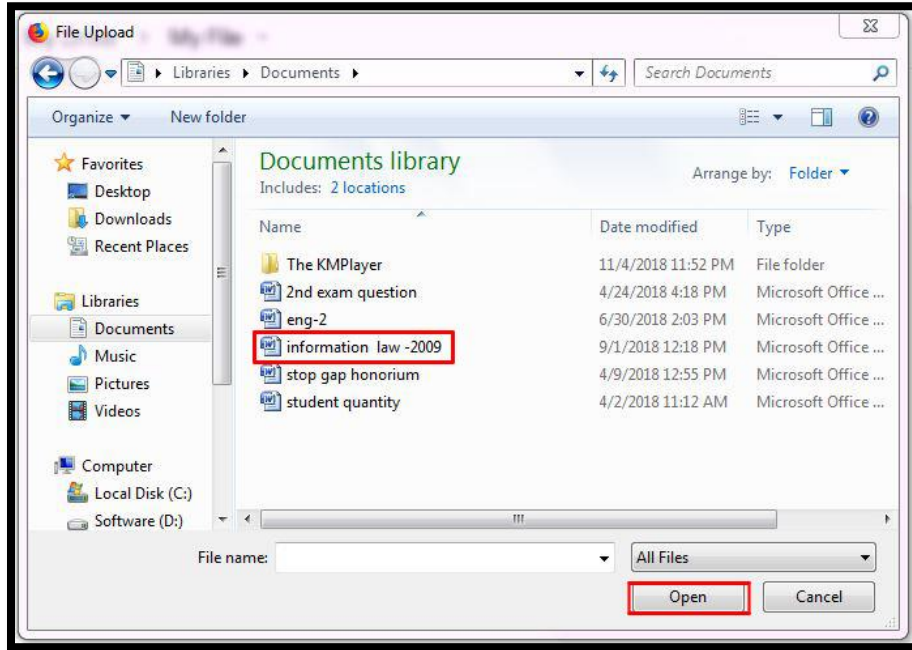 File Upload
Libraries Documents
Search Documents
Organize New folder
Favorites
Desktop
Downloads
Recent Places
Libraries
Documents
Music
Pictures
Videos
Computer
Local Disk (C:)
Software (D:)
Documents library
Includes: 2 locations
Arrange by: Folder
Name Date modified Type
The KMPlayer 11/4/2018 11:52 PM File folder
2nd exam question 4/24/2018 4:18 PM Microsoft Office ...
eng-2 6/30/2018 2:03 PM Microsoft Office ...
information law -2009 9/1/2018 12:18 PM Microsoft Office ...
stop gap honorium 4/9/2018 12:55 PM Microsoft Office ...
student quantity 4/2/2018 11:12 AM Microsoft Office ...
File name: All Files
Open Cancel